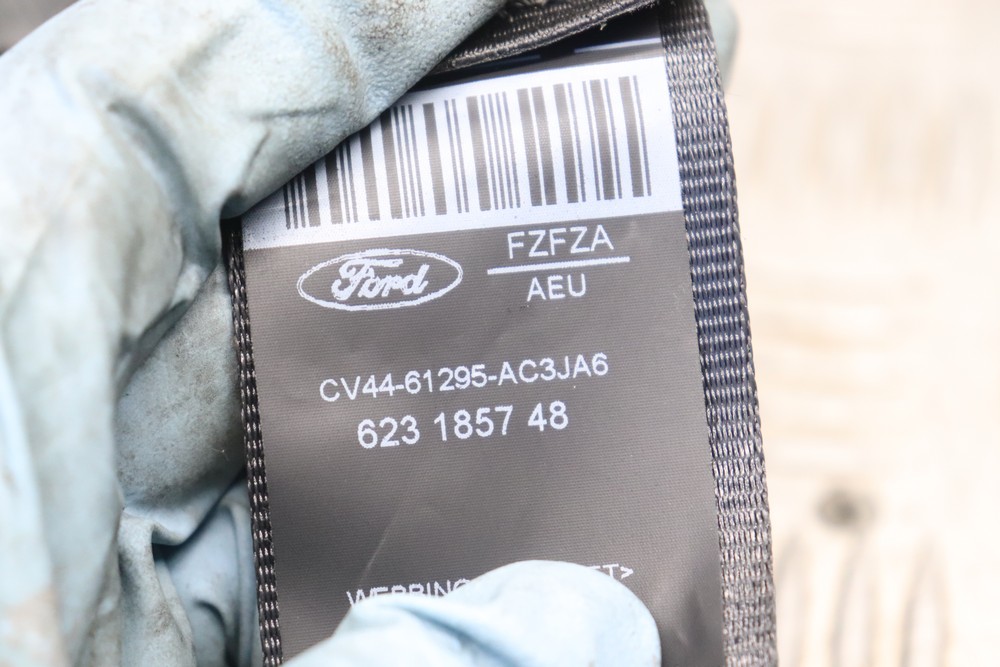 Ford
FZFZA
AEU
CV44-61295-AC3JA6
623 1857 48